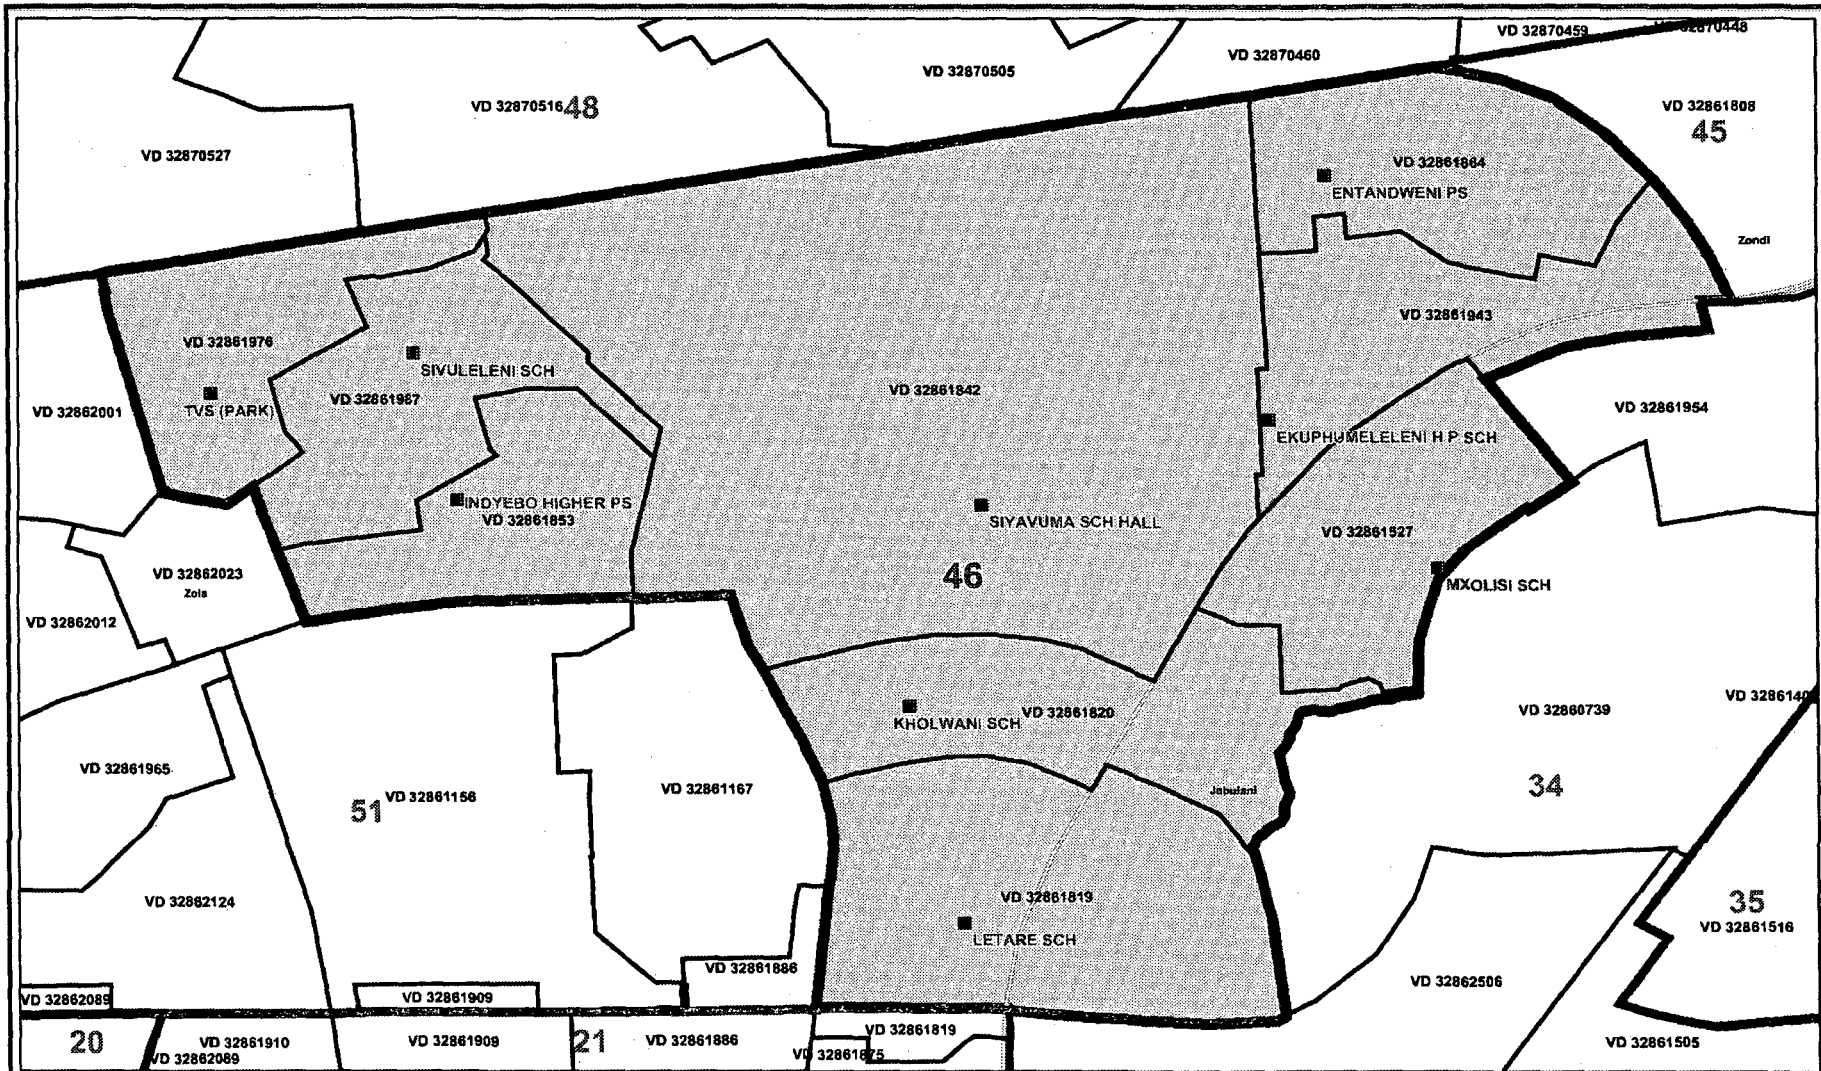 VD 32870459
VD 32870448
VD 32870460
VD 32870505
VD 32870516
48
VD 32861808
45
VD 32870527
VD 32861864
ENTANDWENI PS
Zondi
VD 32861943
VD 32861976
SIVULELENI SCH
VD 32861987
TVS (PARK)
VD 32862001
VD 32861842
VD 32861954
EKUPHUMELELENI H P SCH
INDYEBO HIGHER PS
VD 32861853
SIYAVUMA SCH HALL
VD 32861527
46
MXOLISI SCH
VD 32862023
Zola
VD 32862012
VD 3286140
VD 32860739
VD 32861820
KHOLWANI SCH
VD 32861965
34
Jabulani
VD 32861167
51
VD 32861156
VD 32861819
LETARE SCH
VD 32862124
35
VD 32861516
VD 32861886
VD 32862506
VD 32862089
VD 32861909
20
VD 32861910
VD 32862089
VD 32861909
21
VD 32861886
VD 32861819
VD 32861875
VD 32861505